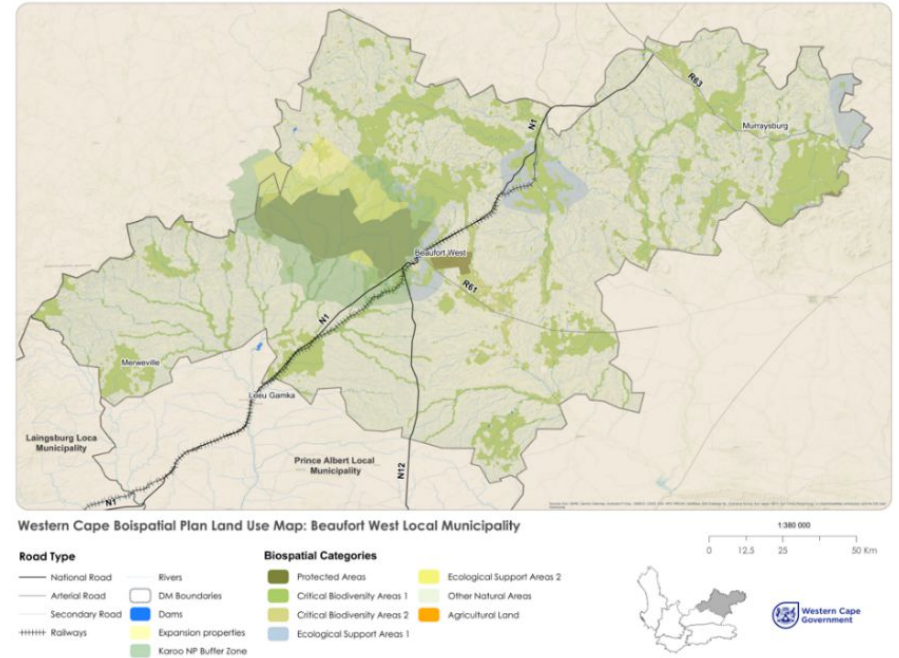 R63
N1
Murraysburg
Beaufort West
R61
N1
Merweville
Leeu Gamka
Laingsburg Loca
Municipality
Prince Albert Local
Municipality
N12
N1
Western Cape Boispatial Plan Land Use Map: Beaufort West Local Municipality
1:380 000
0 12.5 25 50 Km
Road Type
National Road
Arterial Road
Secondary Road
Railways
Rivers
DM Boundaries
Dams
Expansion properties
Karoo NP Buffer Zone
Biospatial Categories
Protected Areas
Critical Biodiversity Areas 1
Critical Biodiversity Areas 2
Ecological Support Areas 1
Ecological Support Areas 2
Other Natural Areas
Agricultural Land
Western Cape
Government